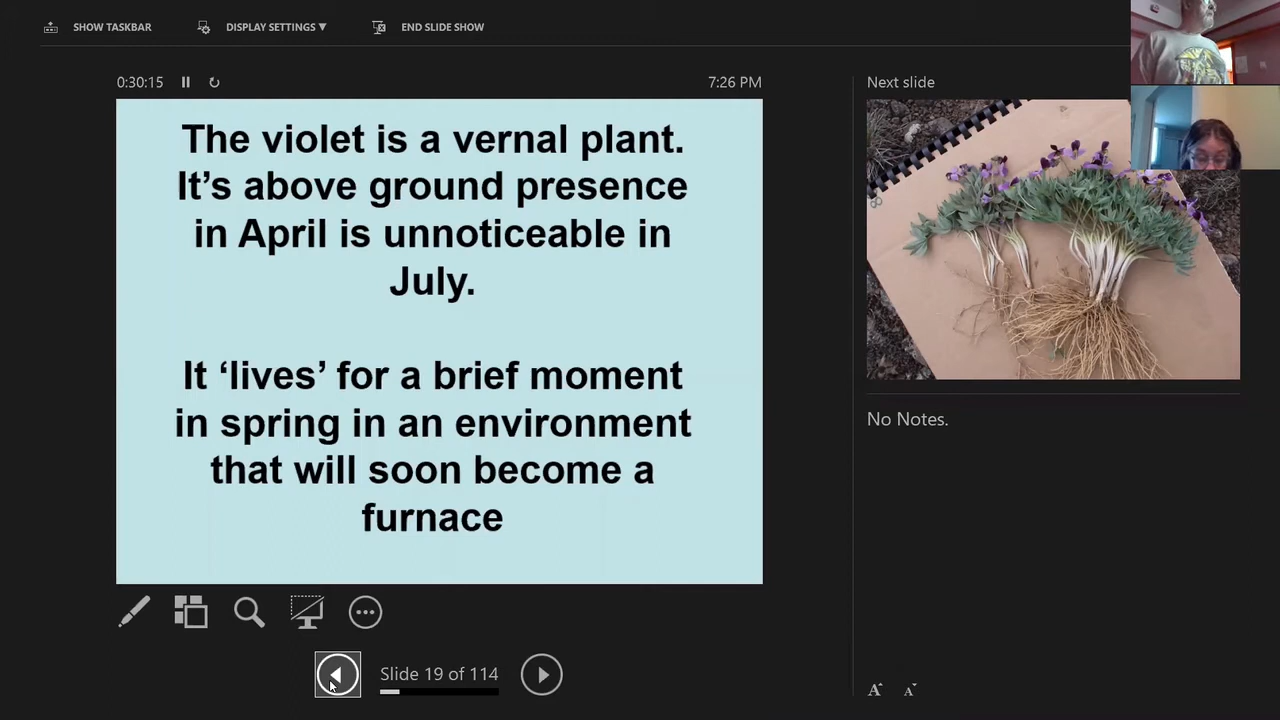 SHOW TASKBAR
DISPLAY SETTINGS ▼
END SLIDE SHOW
0:30:15
7:26 PM
Next slide
The violet is a vernal plant.
It’s above ground presence
in April is unnoticeable in
July.
It ‘lives’ for a brief moment
in spring in an environment
that will soon become a
furnace
No Notes.
Slide 19 of 114
A
A